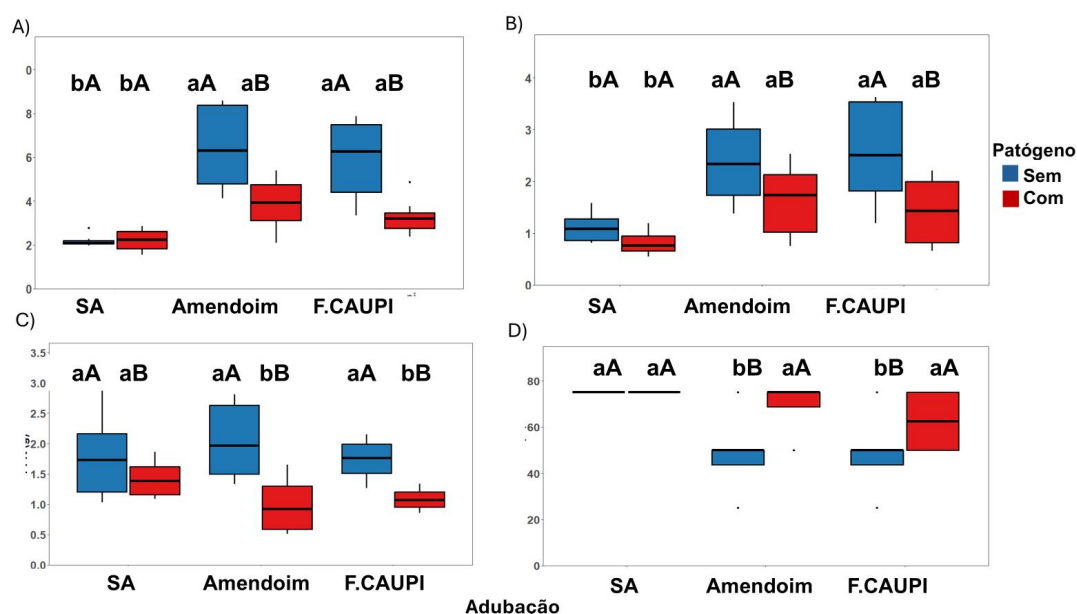 A)
0
8
6
4
2
0
bA bA aA aB aA aB
SA Amendoim F.CAUPI
B)
4
3
2
1
0
bA bA aA aB aA aB
SA Amendoim F.CAUPI
Patógeno
Sem
Com
C)
3.5
3.0
2.5
2.0
1.5
1.0
0.5
0.0
aA aB aA bB aA bB
SA Amendoim F.CAUPI
D)
80
60
40
20
0
aA aA bB aA bB aA
SA Amendoim F.CAUPI
Adubacão